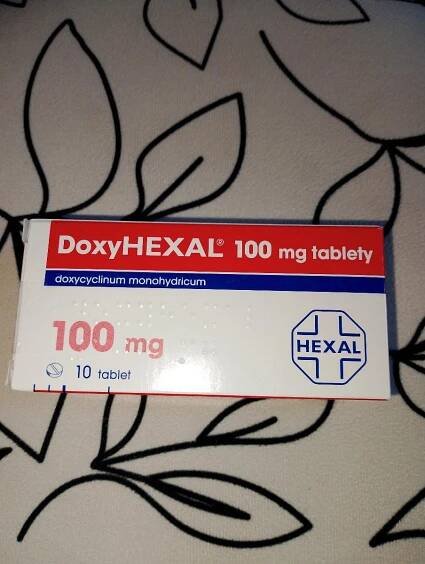 DoxyHEXAL® 100 mg tablety
doxycyclinum monohydricum
100 mg
10 tablet
HEXAL